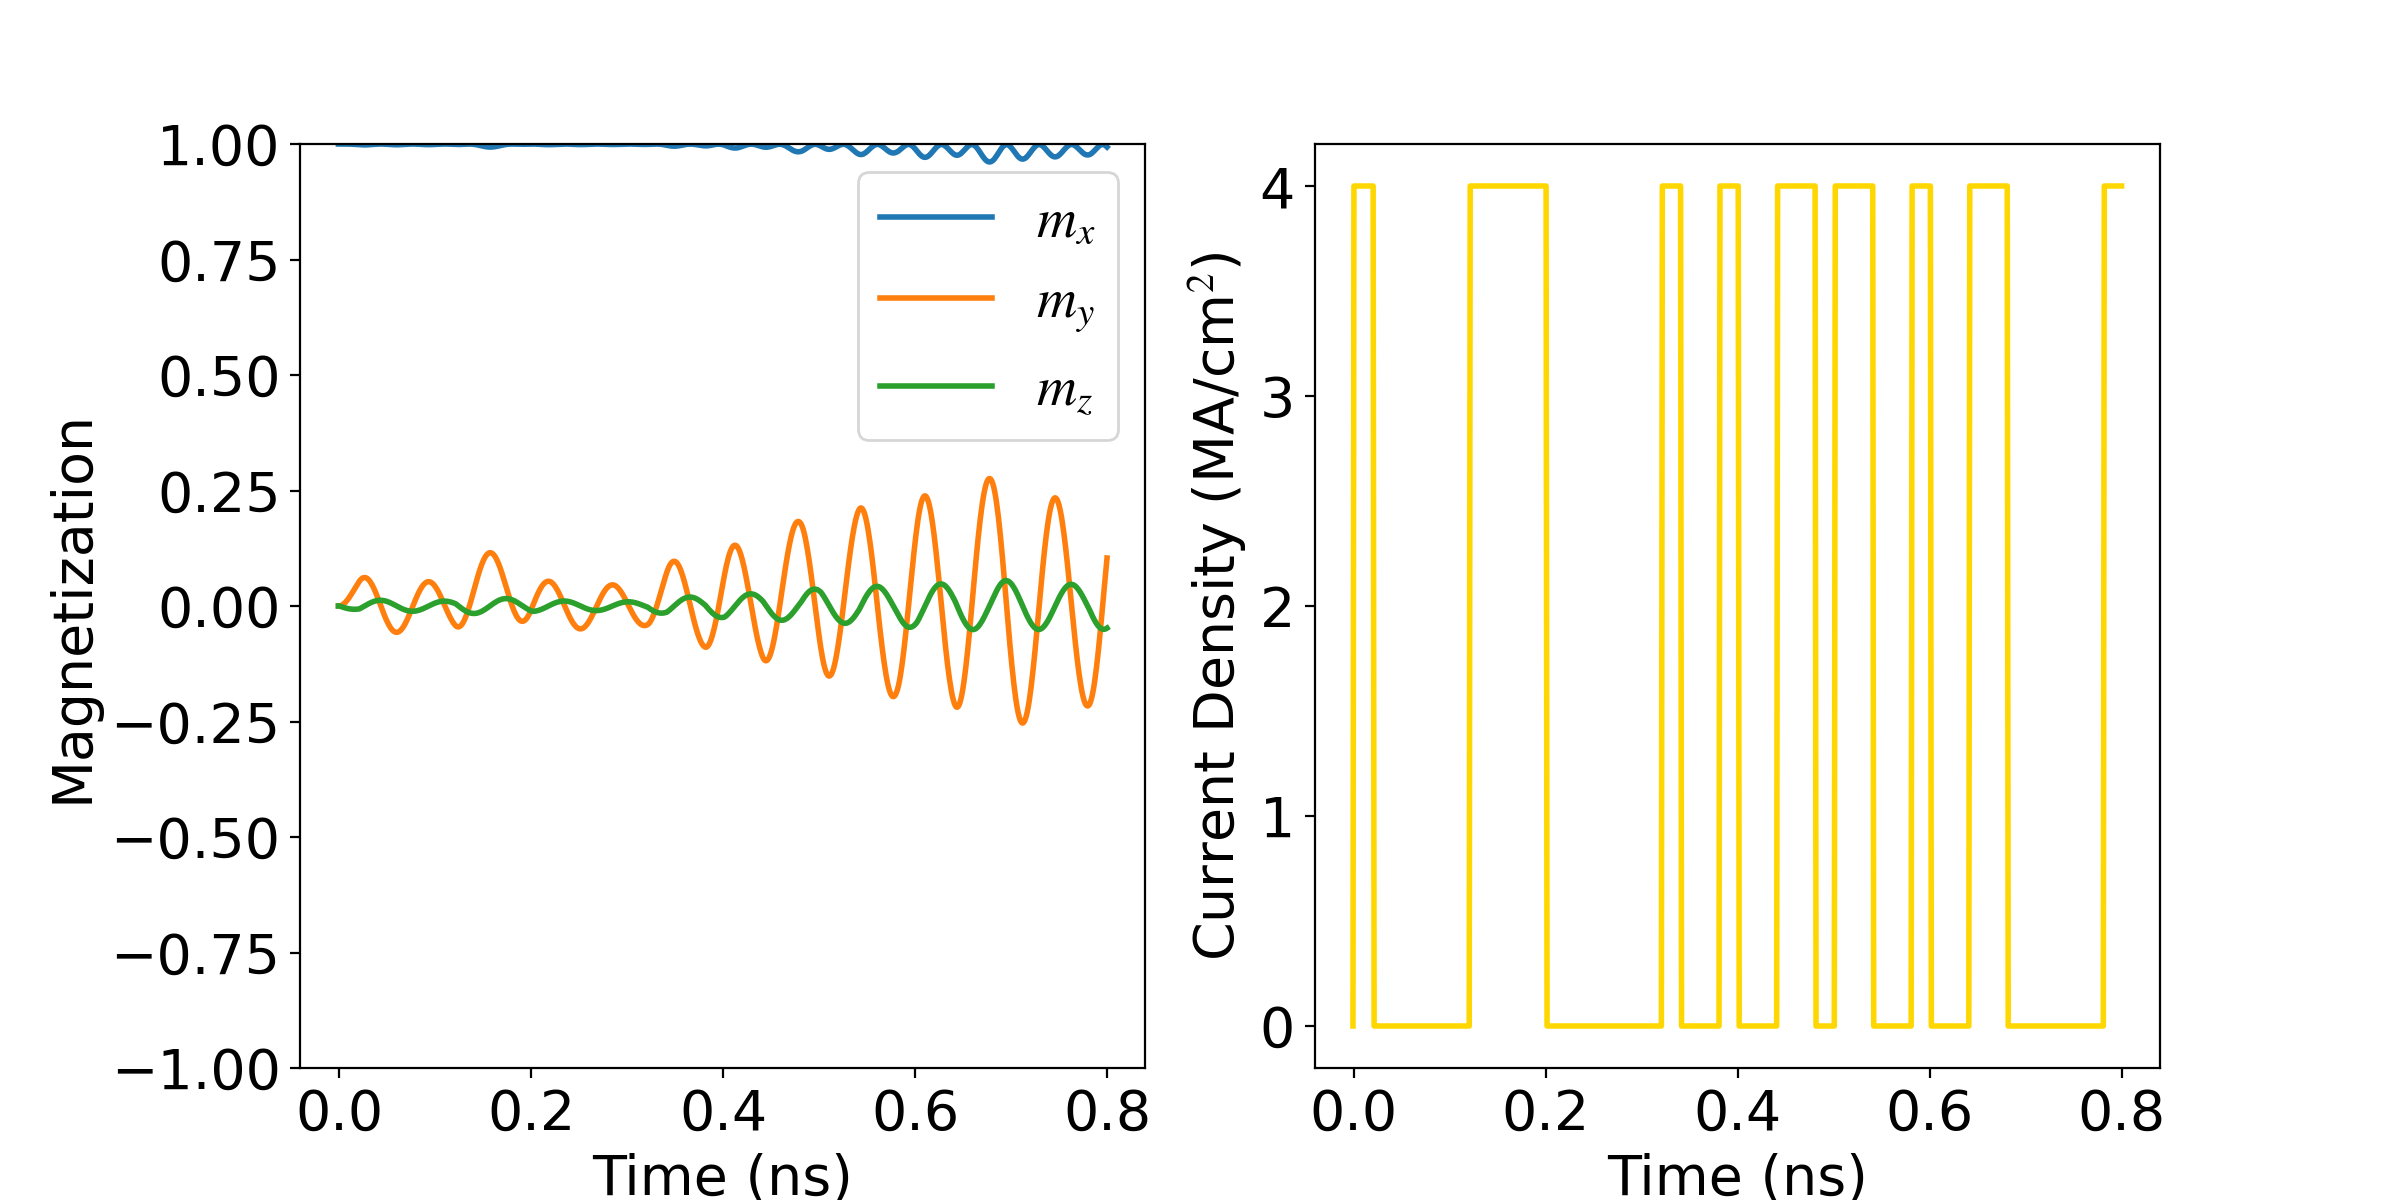 1.00
0.75
0.50
0.25
0.00
−0.25
−0.50
−0.75
−1.00
Magnetization
0.0 0.2 0.4 0.6 0.8
Time (ns)
m_x
m_y
m_z
4
3
2
1
0
Current Density (MA/cm²)
0.0 0.2 0.4 0.6 0.8
Time (ns)